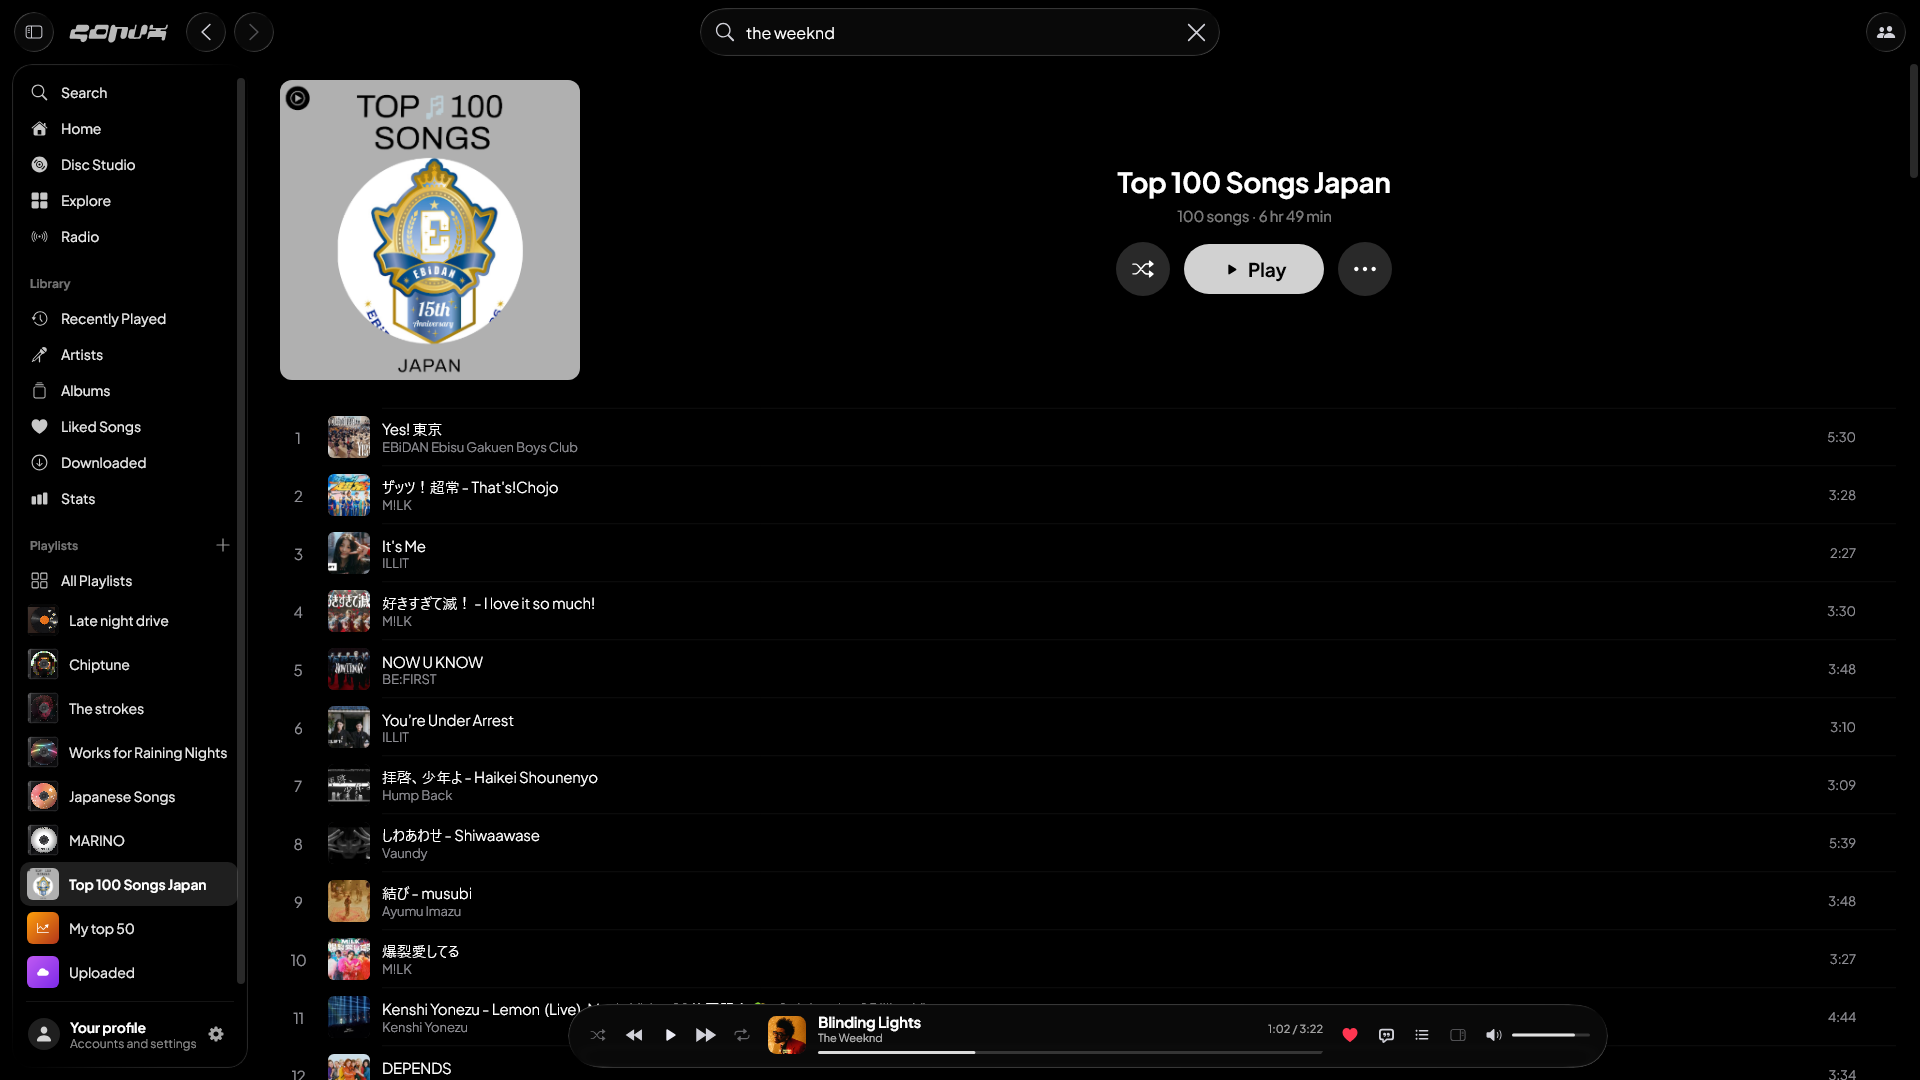 the weeknd
Search
Home
Disc Studio
Explore
Radio
Library
Recently Played
Artists
Albums
Liked Songs
Downloaded
Stats
Playlists
All Playlists
Late night drive
Chiptune
The strokes
Works for Raining Nights
Japanese Songs
MARINO
Top 100 Songs Japan
My top 50
Uploaded
Your profile
Accounts and settings
TOP 🎵 100
SONGS
E
EBiDAN
15th
Anniversary
JAPAN
Top 100 Songs Japan
100 songs · 6 hr 49 min
Play
1
Yes! 東京
EBiDAN Ebisu Gakuen Boys Club
5:30
2
ザッツ！超常 - That's!Chojo
M!LK
3:28
3
It's Me
ILLIT
2:27
4
好きすぎて滅！ - I love it so much!
M!LK
3:30
5
NOW U KNOW
BE:FIRST
3:48
6
You're Under Arrest
ILLIT
3:10
7
拝啓、少年よ - Haikei Shounenyo
Hump Back
3:09
8
しわあわせ - Shiwaawase
Vaundy
5:39
9
結び - musubi
Ayumu Imazu
3:48
10
爆裂愛してる
M!LK
3:27
11
Kenshi Yonezu - Lemon (Live)
Kenshi Yonezu
4:44
12
DEPENDS
3:34
Blinding Lights
The Weeknd
1:02 / 3:22